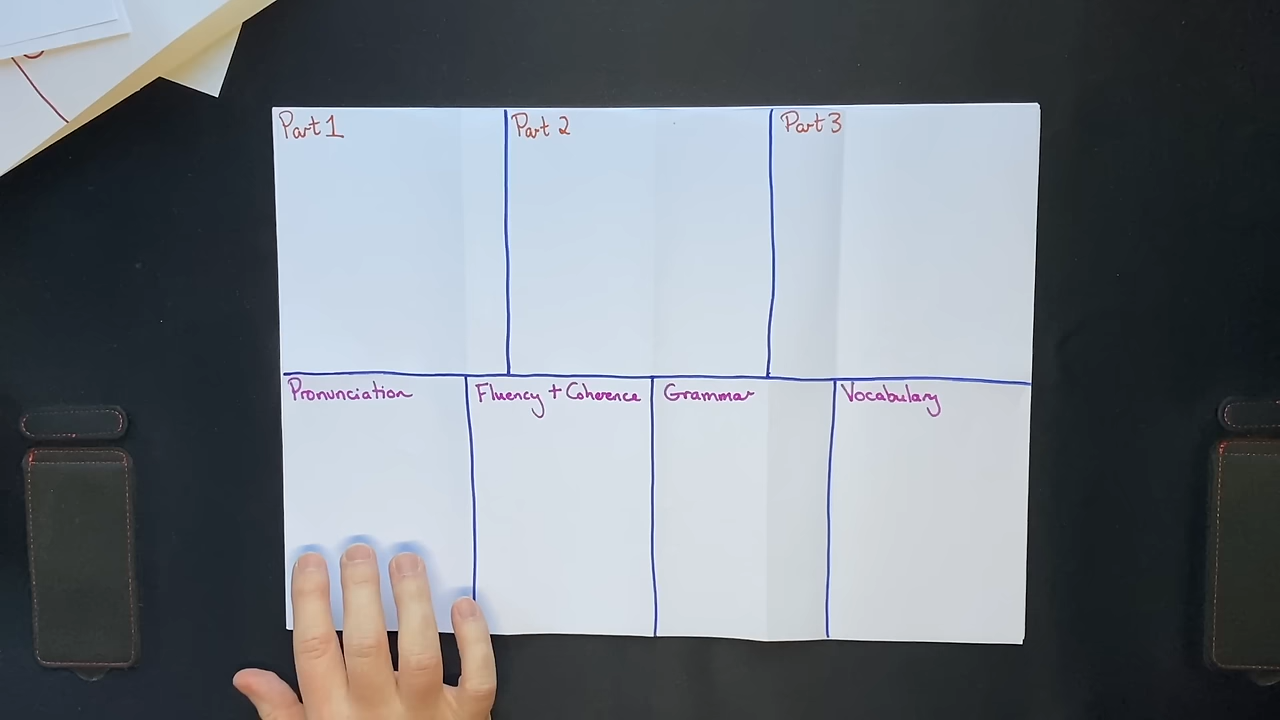 Part 1
Part 2
Part 3
Pronunciation
Fluency + Coherence
Grammar
Vocabulary